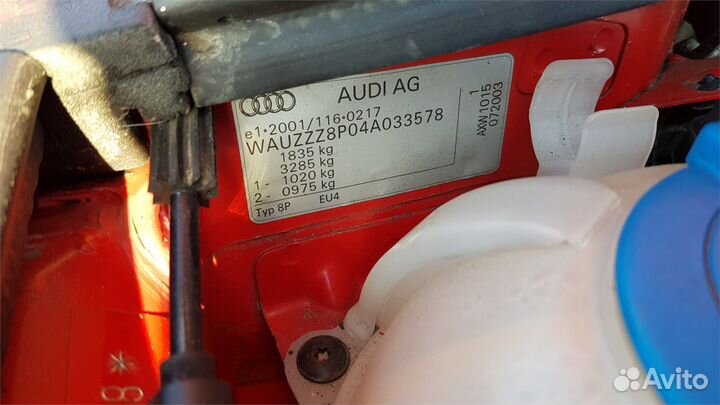 AUDI AG
e1*2001/116*0217
WAUZZZ8P04A033578
1835 kg
3285 kg
1- 1020 kg
2- 0975 kg
Typ 8P EU4
1
AXW 1015
072003
8 *
Avito